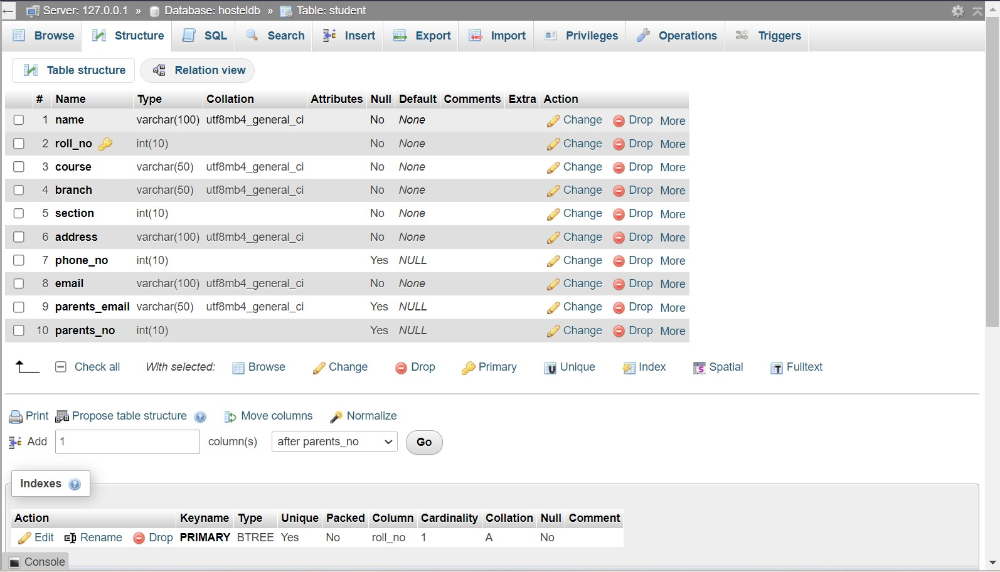 Server: 127.0.0.1 » Database: hosteldb » Table: student
Browse Structure SQL Search Insert Export Import Privileges Operations Triggers
Table structure Relation view
# Name Type Collation Attributes Null Default Comments Extra Action
1 name varchar(100) utf8mb4_general_ci No None Change Drop More
2 roll_no int(10) No None Change Drop More
3 course varchar(50) utf8mb4_general_ci No None Change Drop More
4 branch varchar(50) utf8mb4_general_ci No None Change Drop More
5 section int(10) No None Change Drop More
6 address varchar(100) utf8mb4_general_ci No None Change Drop More
7 phone_no int(10) Yes NULL Change Drop More
8 email varchar(100) utf8mb4_general_ci No None Change Drop More
9 parents_email varchar(50) utf8mb4_general_ci Yes NULL Change Drop More
10 parents_no int(10) Yes NULL Change Drop More
Check all With selected: Browse Change Drop Primary Unique Index Spatial Fulltext
Print Propose table structure Move columns Normalize
Add 1 column(s) after parents_no Go
Indexes
Action Keyname Type Unique Packed Column Cardinality Collation Null Comment
Edit Rename Drop PRIMARY BTREE Yes No roll_no 1 A No
Console